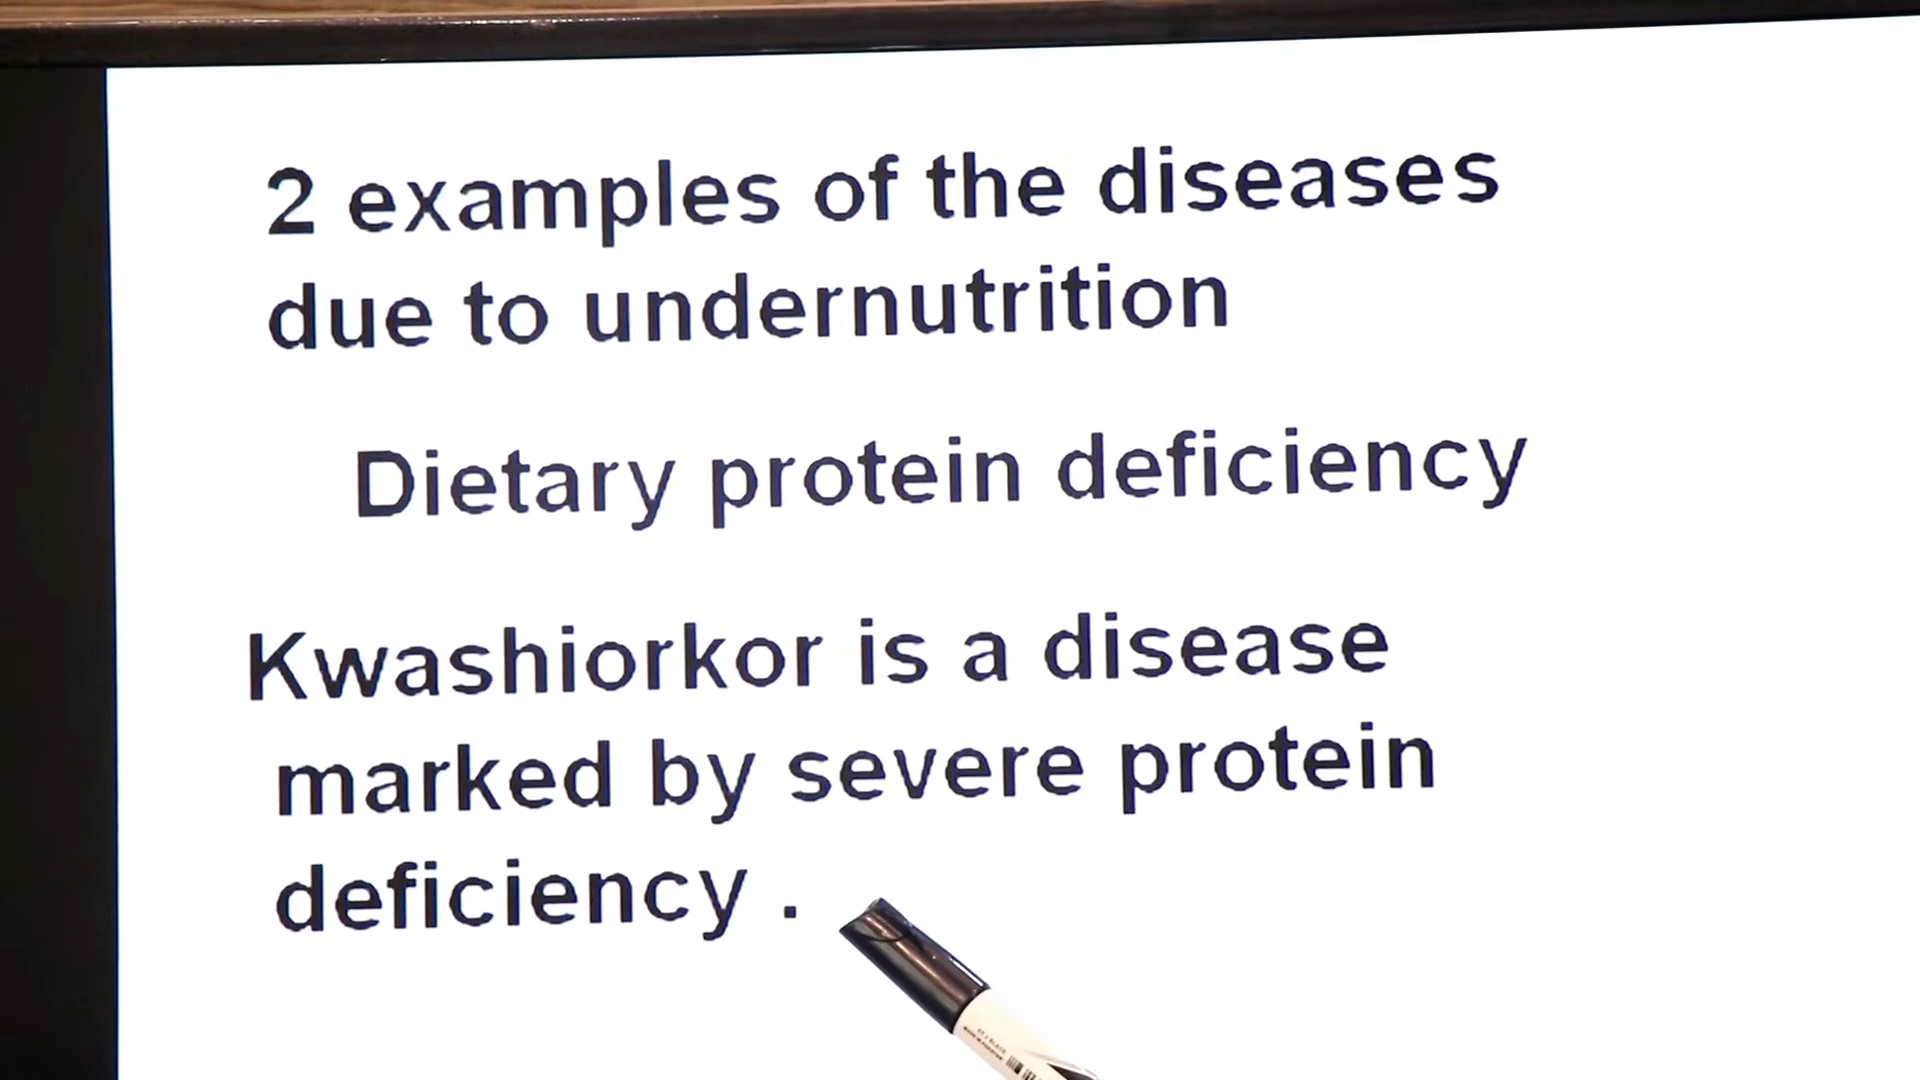 2 examples of the diseases
due to undernutrition
Dietary protein deficiency
Kwashiorkor is a disease
marked by severe protein
deficiency .